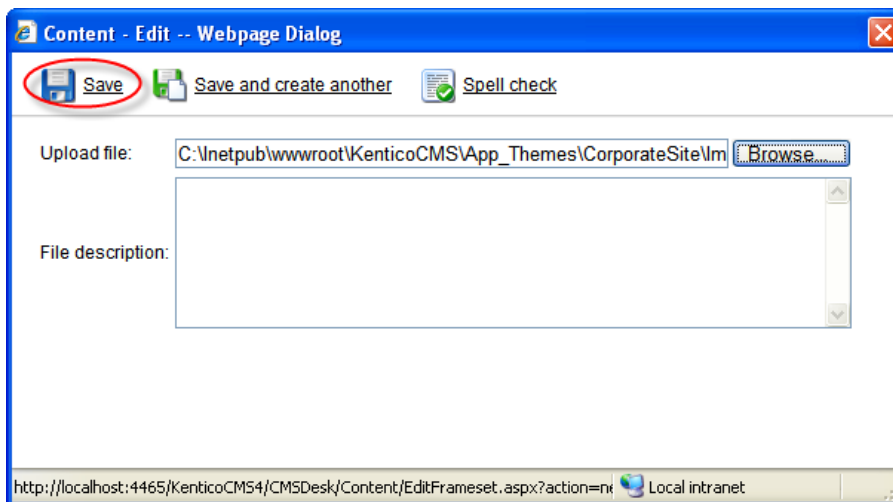 Content - Edit -- Webpage Dialog
Save Save and create another Spell check
Upload file: C:\Inetpub\wwwroot\KenticoCMS\App_Themes\CorporateSite\Im Browse...
File description:
http://localhost:4465/KenticoCMS4/CMSDesk/Content/EditFrameset.aspx?action=ne Local intranet